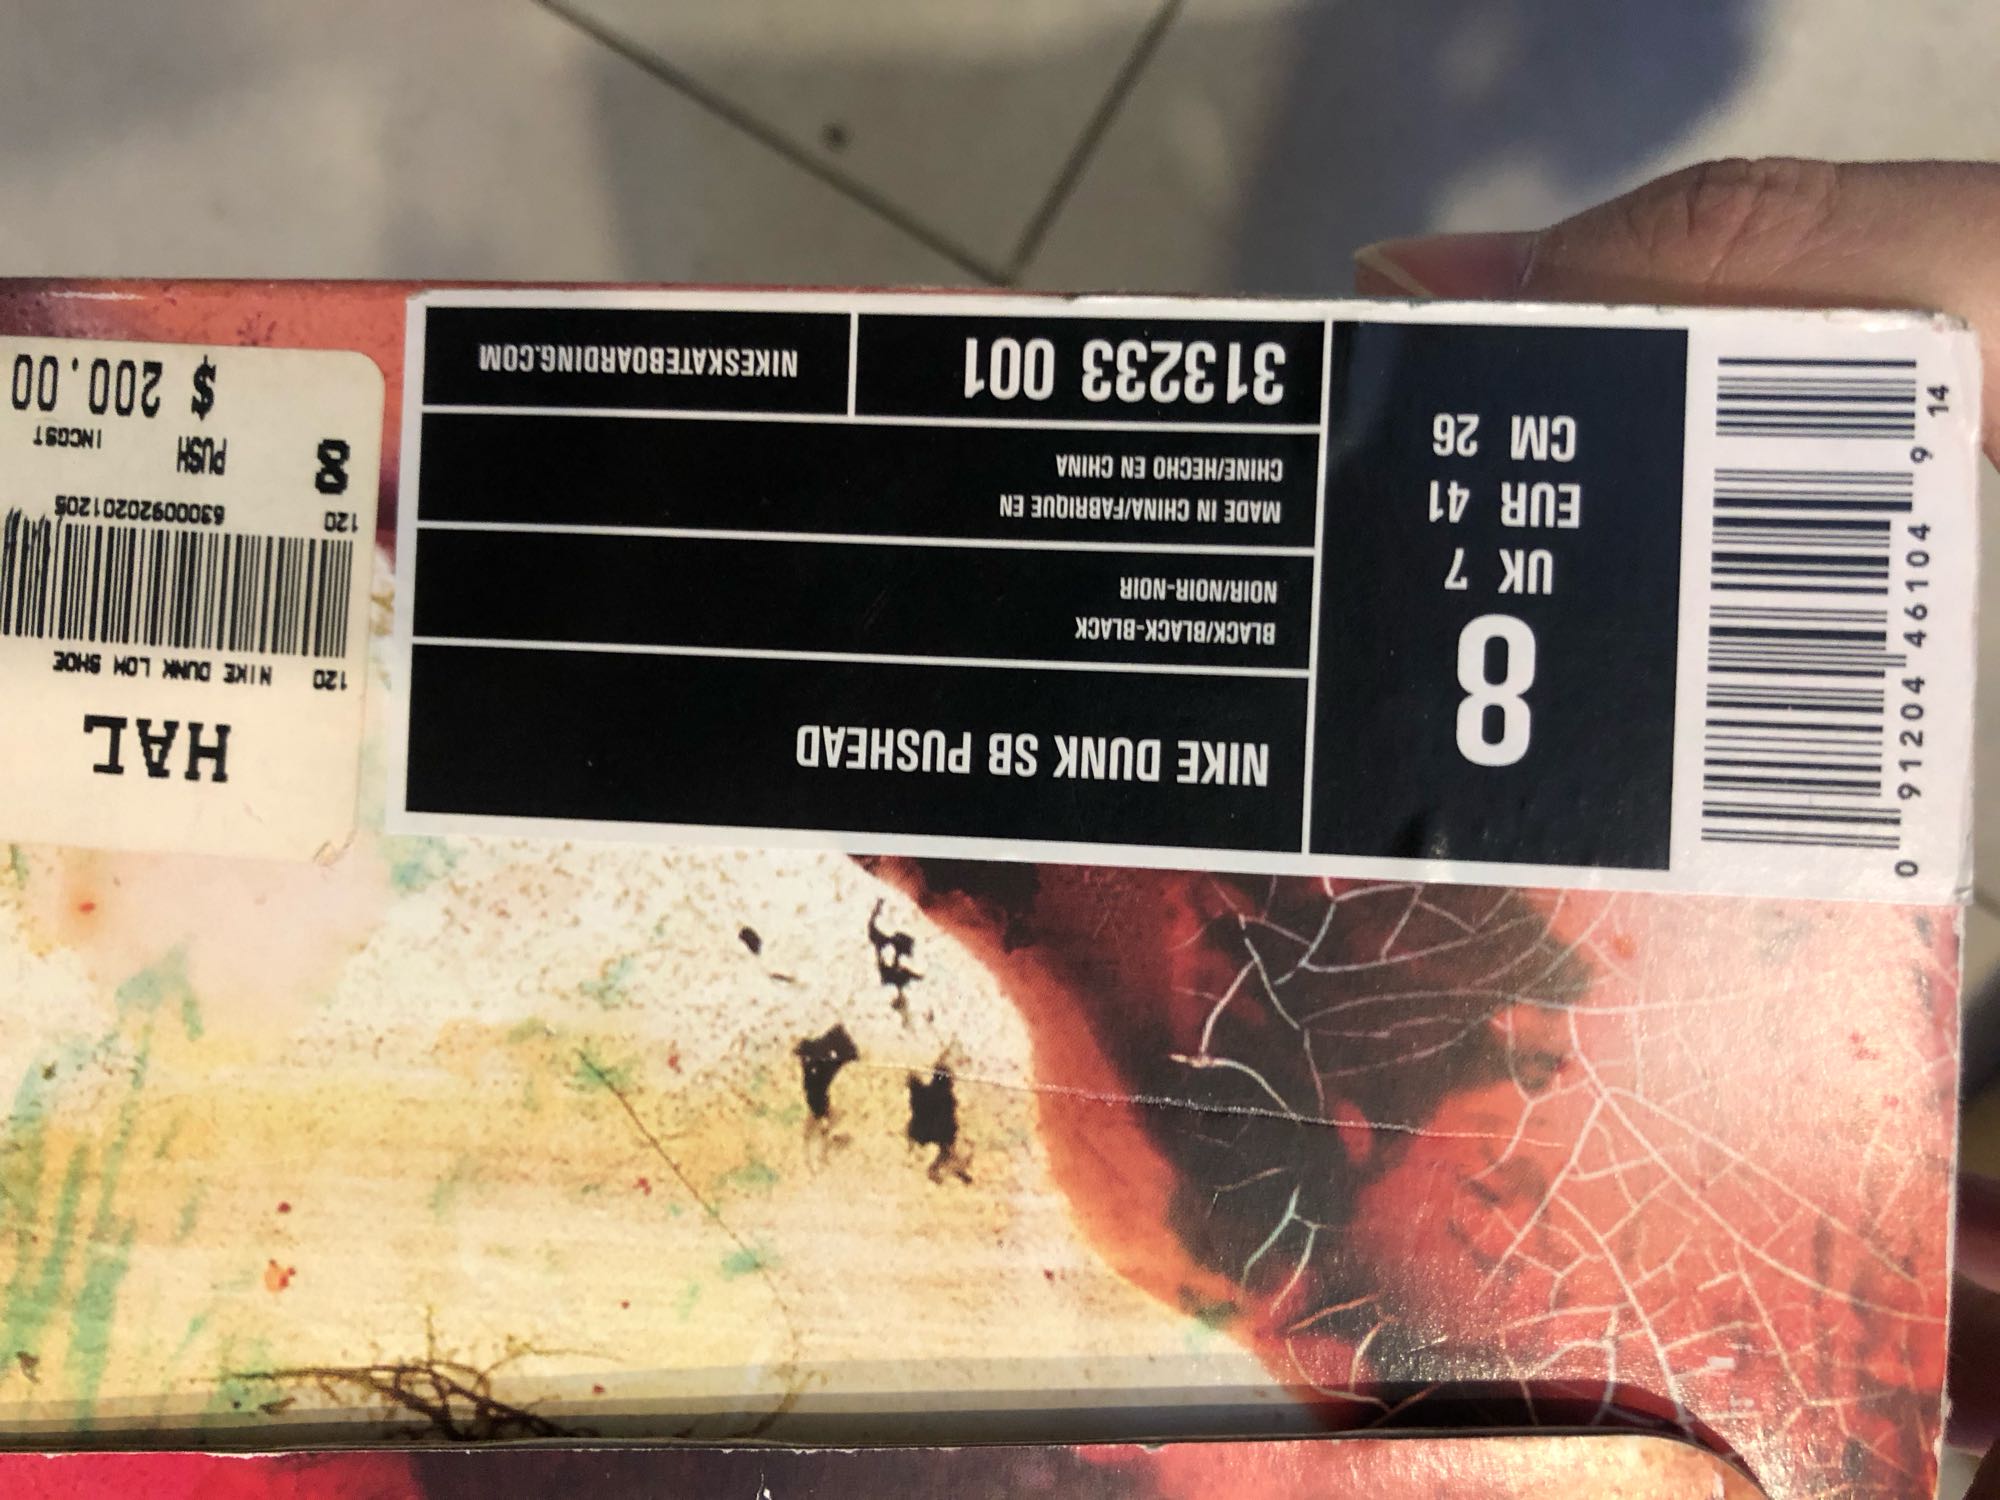 NIKE DUNK SB PUSHEAD
BLACK/BLACK-BLACK
NOIR/NOIR-NOIR
MADE IN CHINA/FABRIQUE EN
CHINE/HECHO EN CHINA
313233 001
NIKESKATEBOARDING.COM
8
UK 7
EUR 41
CM 26
0 91204 46104 9 14
HAL
120 NIKE DUNK LOW SHOE
120 63000920201205
8 PUSH INCGST
$ 200.00